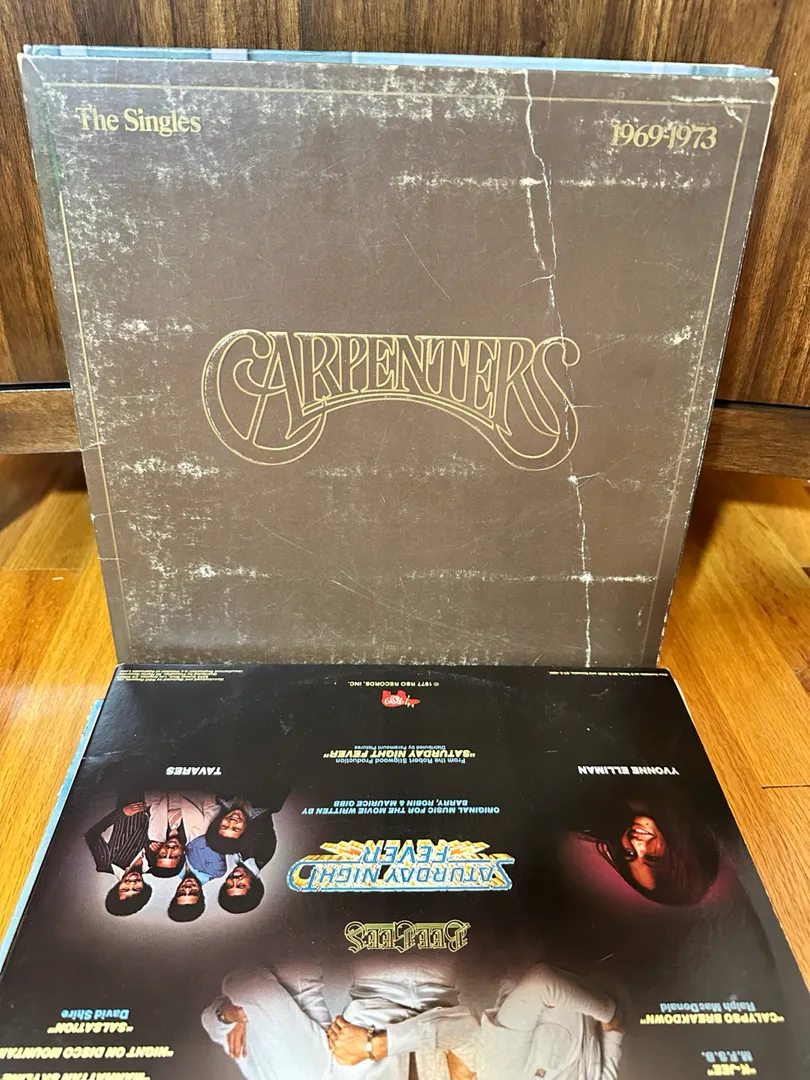 The Singles
1969-1973
CARPENTERS
© 1977 RSO RECORDS, INC.
RSO
From the Robert Stigwood Production
"SATURDAY NIGHT FEVER"
Distributed by Paramount Pictures
TAVARES
YVONNE ELLIMAN
ORIGINAL MUSIC FOR THE MOVIE WRITTEN BY
BARRY, ROBIN & MAURICE GIBB
SATURDAY NIGHT
FEVER
BEE GEES
"SALSATION"
David Shire
"CALYPSO BREAKDOWN"
Ralph MacDonald
"NIGHT ON DISCO MOUNTAI
"K-JEE"
M.F.S.B.